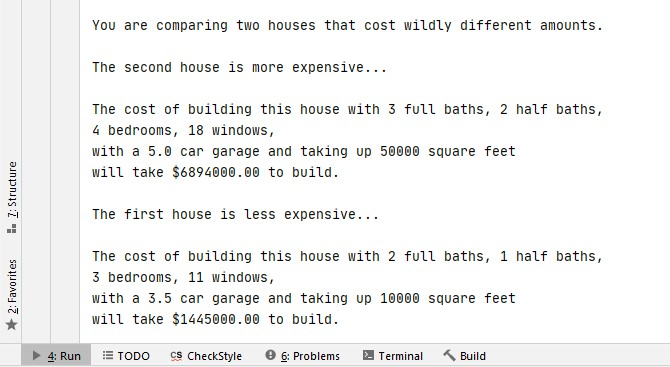 You are comparing two houses that cost wildly different amounts.
The second house is more expensive...
The cost of building this house with 3 full baths, 2 half baths,
4 bedrooms, 18 windows,
with a 5.0 car garage and taking up 50000 square feet
will take $6894000.00 to build.
The first house is less expensive...
The cost of building this house with 2 full baths, 1 half baths,
3 bedrooms, 11 windows,
with a 3.5 car garage and taking up 10000 square feet
will take $1445000.00 to build.
7: Structure
2: Favorites
4: Run TODO CS CheckStyle 6: Problems Terminal Build